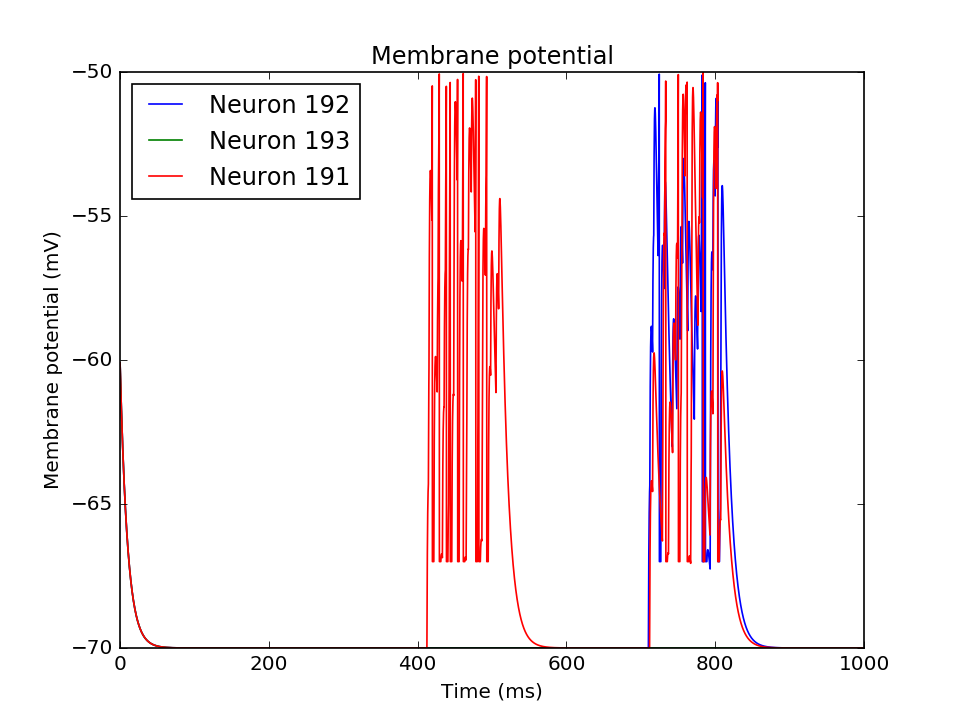 Membrane potential
Neuron 192
Neuron 193
Neuron 191
Membrane potential (mV)
−50
−55
−60
−65
−70
0 200 400 600 800 1000
Time (ms)